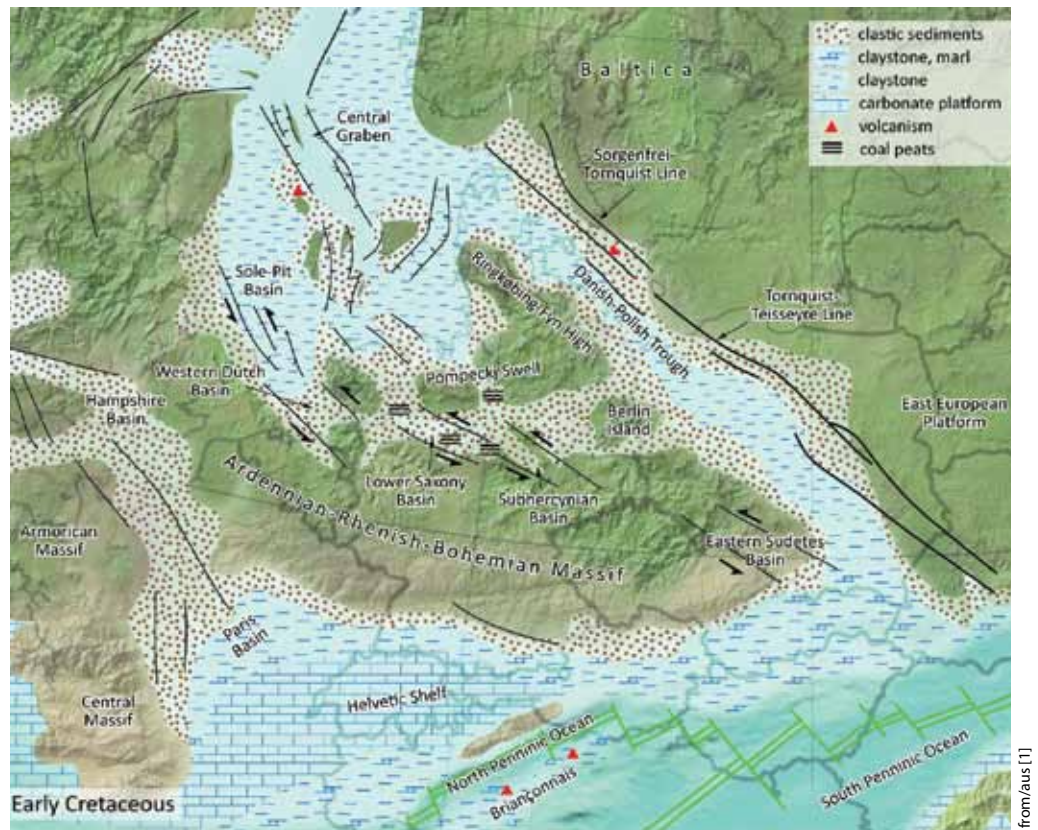 clastic sediments
claystone, marl
claystone
carbonate platform
volcanism
coal peats
Baltica
Central
Graben
Sorgenfrei-
Tornquist Line
Sole-Pit
Basin
Ringkøbing-Fyn High
Danish-Polish Trough
Tornquist-
Teisseyre Line
Western Dutch
Basin
Pompecky Swell
Hampshire
Basin
Berlin
Island
East European
Platform
Lower Saxony
Basin
Subhercynian
Basin
Ardennian-Rhenish-Bohemian Massif
Armorican
Massif
Eastern Sudetes
Basin
Paris
Basin
Helvetic Shelf
Central
Massif
North Penninic Ocean
Briançonnais
South Penninic Ocean
Early Cretaceous
from/aus [1]